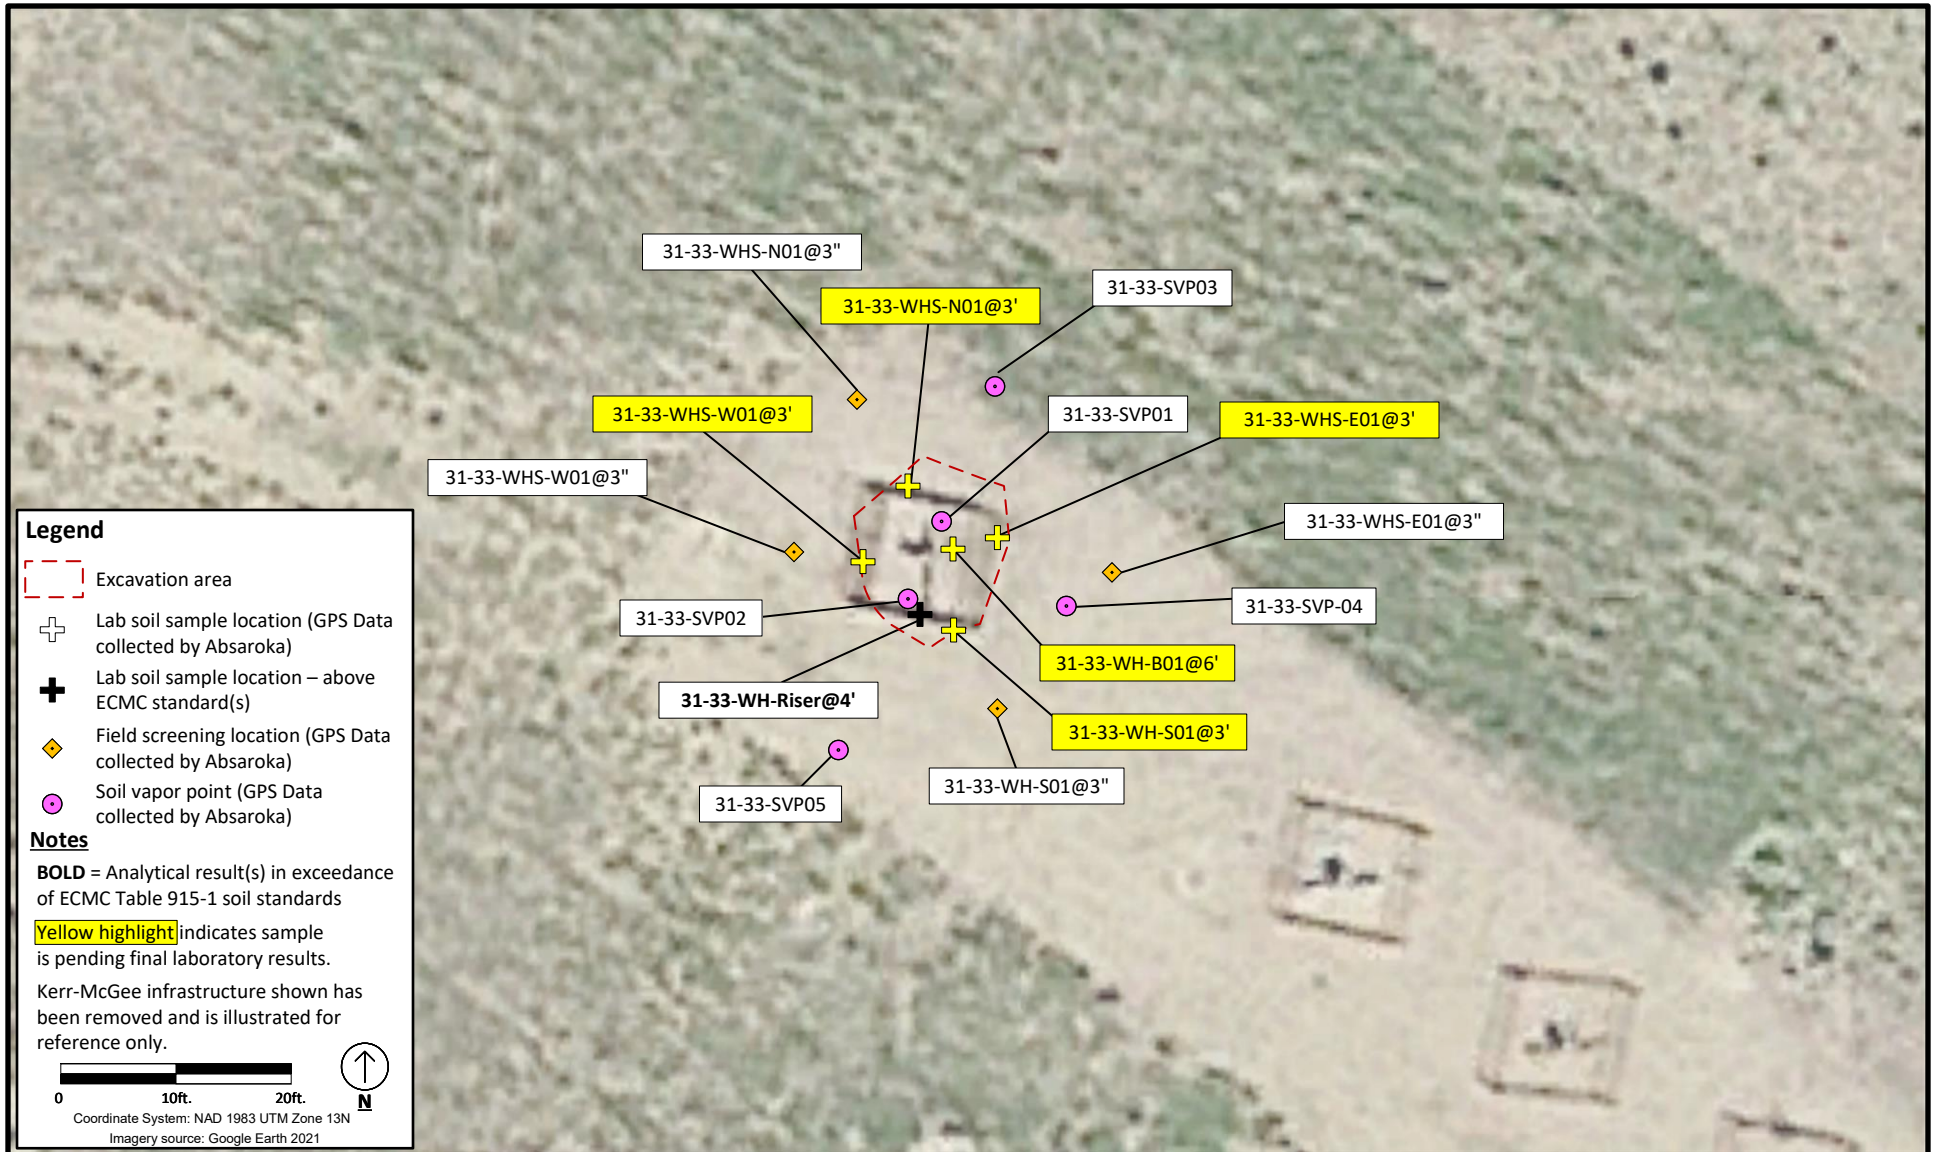 31-33-WHS-N01@3"
31-33-SVP03
31-33-WHS-N01@3'
31-33-WHS-W01@3'
31-33-SVP01
31-33-WHS-E01@3'
31-33-WHS-W01@3"
31-33-WHS-E01@3"
31-33-SVP02
31-33-SVP-04
31-33-WH-B01@6'
31-33-WH-Riser@4'
31-33-WH-S01@3'
31-33-WH-S01@3"
31-33-SVP05
Legend
Excavation area
Lab soil sample location (GPS Data
collected by Absaroka)
Lab soil sample location – above
ECMC standard(s)
Field screening location (GPS Data
collected by Absaroka)
Soil vapor point (GPS Data
collected by Absaroka)
Notes
BOLD = Analytical result(s) in exceedance
of ECMC Table 915-1 soil standards
Yellow highlight indicates sample
is pending final laboratory results.
Kerr-McGee infrastructure shown has
been removed and is illustrated for
reference only.
0 10ft. 20ft.
N
Coordinate System: NAD 1983 UTM Zone 13N
Imagery source: Google Earth 2021